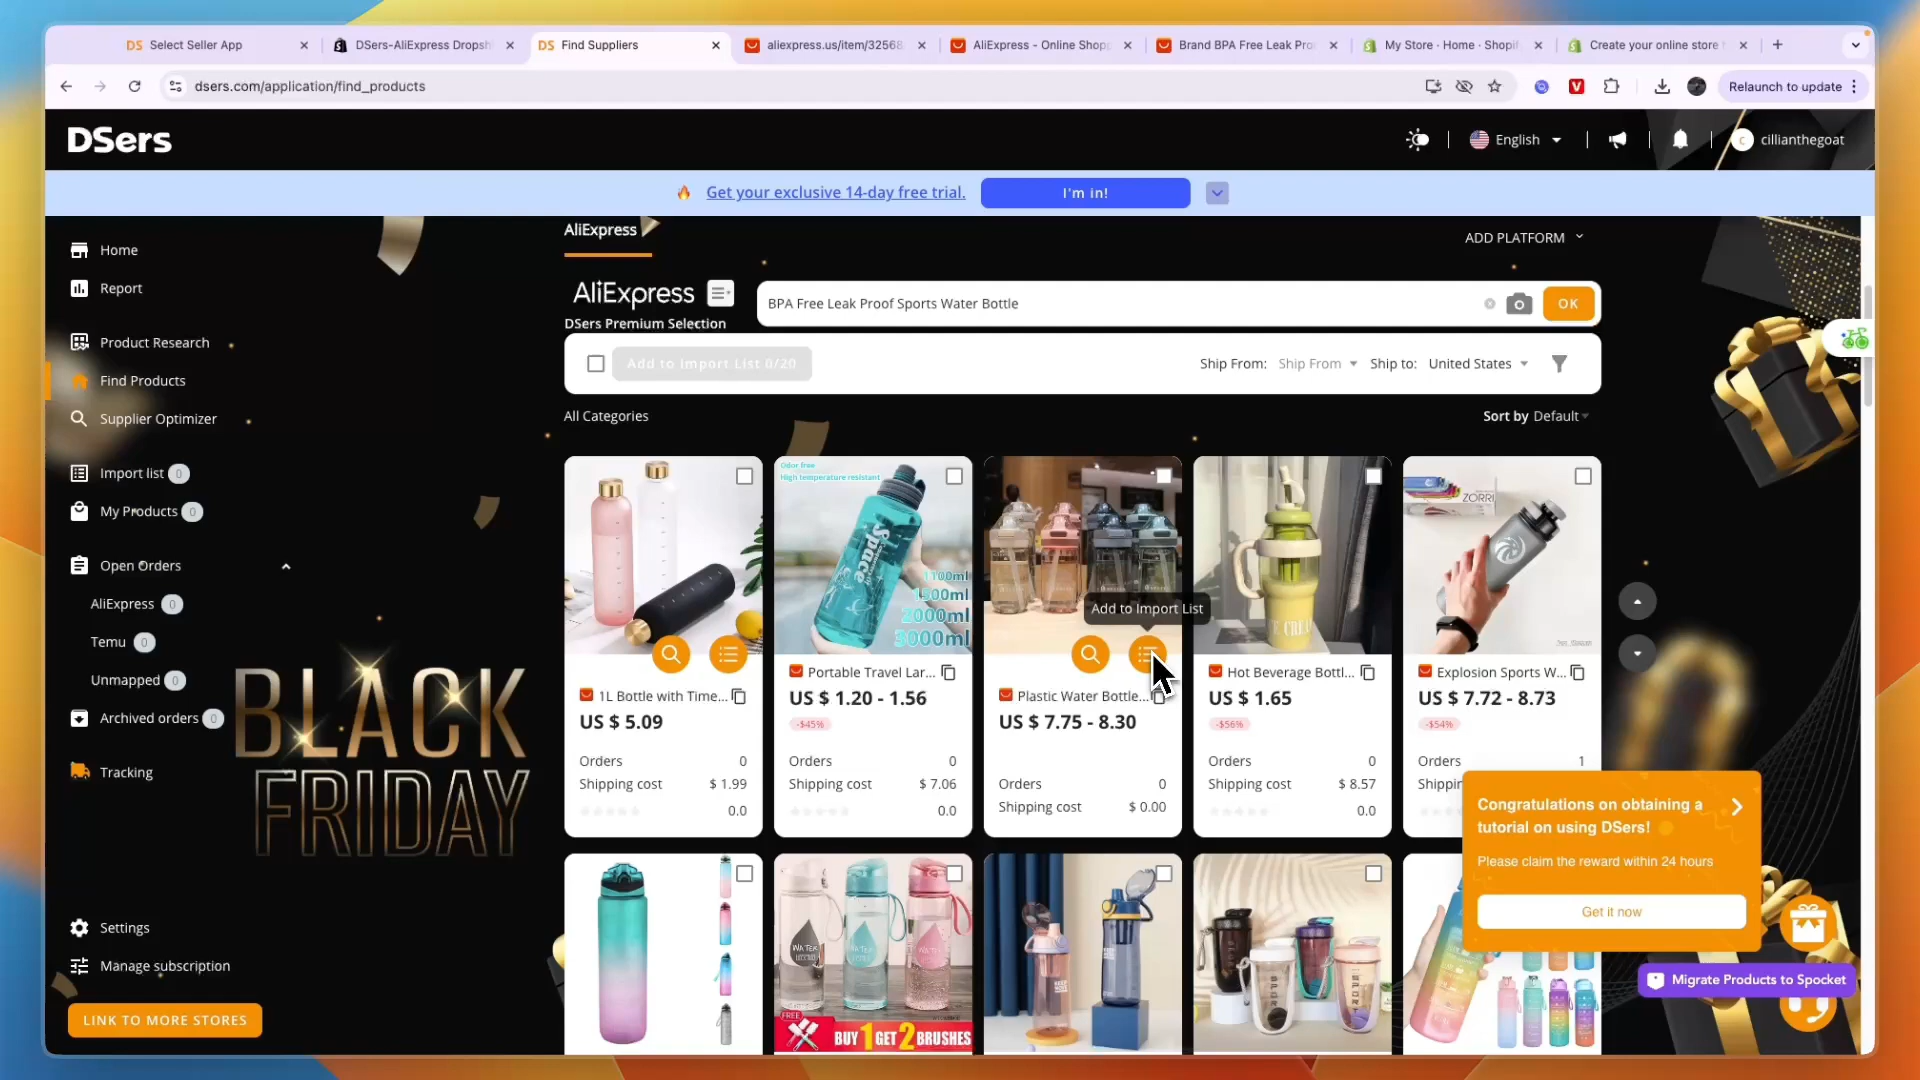 DS Select Seller App
DSers-AliExpress Dropsh
DS Find Suppliers
aliexpress.us/item/32568
AliExpress - Online Shopp
Brand BPA Free Leak Pro
My Store · Home · Shopif
Create your online store
dsers.com/application/find_products
Relaunch to update
DSers
English
c cillianthegoat
Get your exclusive 14-day free trial.
I'm in!
Home
Report
Product Research
Find Products
Supplier Optimizer
Import list 0
My Products 0
Open Orders
AliExpress 0
Temu 0
Unmapped 0
Archived orders 0
Tracking
BLACK
FRIDAY
Settings
Manage subscription
LINK TO MORE STORES
AliExpress
ADD PLATFORM
AliExpress
DSers Premium Selection
BPA Free Leak Proof Sports Water Bottle
OK
Add to Import List 0/20
Ship From: Ship From
Ship to: United States
All Categories
Sort by Default
1L Bottle with Time...
US $ 5.09
Orders 0
Shipping cost $ 1.99
0.0
Odor free
High temperature resistant
Space
1100ml
1500ml
2000ml
3000ml
Portable Travel Lar...
US $ 1.20 - 1.56
-$45%
Orders 0
Shipping cost $ 7.06
0.0
Add to Import List
Plastic Water Bottle...
US $ 7.75 - 8.30
Orders 0
Shipping cost $ 0.00
Hot Beverage Bottl...
US $ 1.65
-$56%
Orders 0
Shipping cost $ 8.57
0.0
ZORRI
Explosion Sports W...
US $ 7.72 - 8.73
-$54%
Orders 1
Shippin
FREE
BUY 1 GET 2 BRUSHES
Congratulations on obtaining a
tutorial on using DSers!
Please claim the reward within 24 hours
Get it now
Migrate Products to Spocket